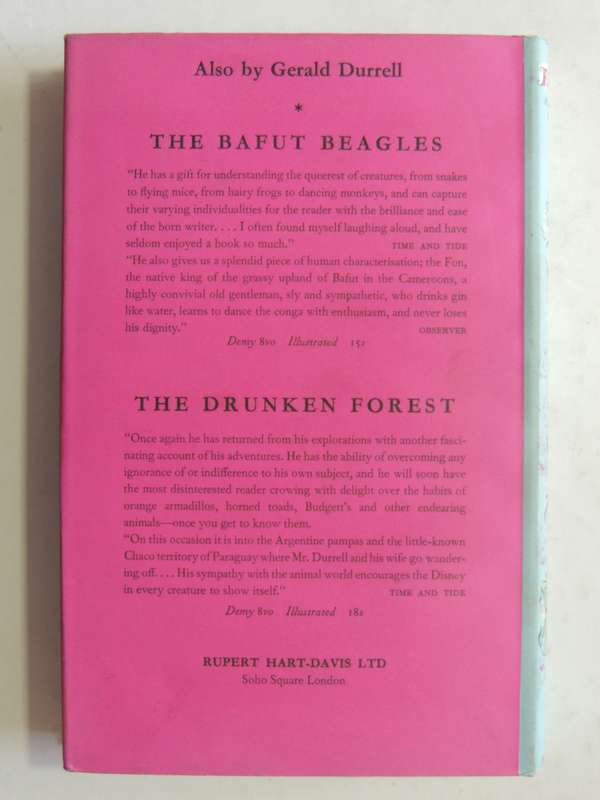 Also by Gerald Durrell
*
THE BAFUT BEAGLES
"He has a gift for understanding the queerest of creatures, from snakes
to flying mice, from hairy frogs to dancing monkeys, and can capture
their varying individualities for the reader with the brilliance and ease
of the born writer. . . . I often found myself laughing aloud, and have
seldom enjoyed a book so much." TIME AND TIDE
"He also gives us a splendid piece of human characterisation; the Fon,
the native king of the grassy upland of Bafut in the Cameroons, a
highly convivial old gentleman, sly and sympathetic, who drinks gin
like water, learns to dance the conga with enthusiasm, and never loses
his dignity." OBSERVER
Demy 8vo Illustrated 15s
THE DRUNKEN FOREST
"Once again he has returned from his explorations with another fasci-
nating account of his adventures. He has the ability of overcoming any
ignorance of or indifference to his own subject, and he will soon have
the most disinterested reader crowing with delight over the habits of
orange armadillos, horned toads, Budgett's and other endearing
animals—once you get to know them.
"On this occasion it is into the Argentine pampas and the little-known
Chaco territory of Paraguay where Mr. Durrell and his wife go wander-
ing off. . . . His sympathy with the animal world encourages the Disney
in every creature to show itself." TIME AND TIDE
Demy 8vo Illustrated 18s
RUPERT HART-DAVIS LTD
Soho Square London